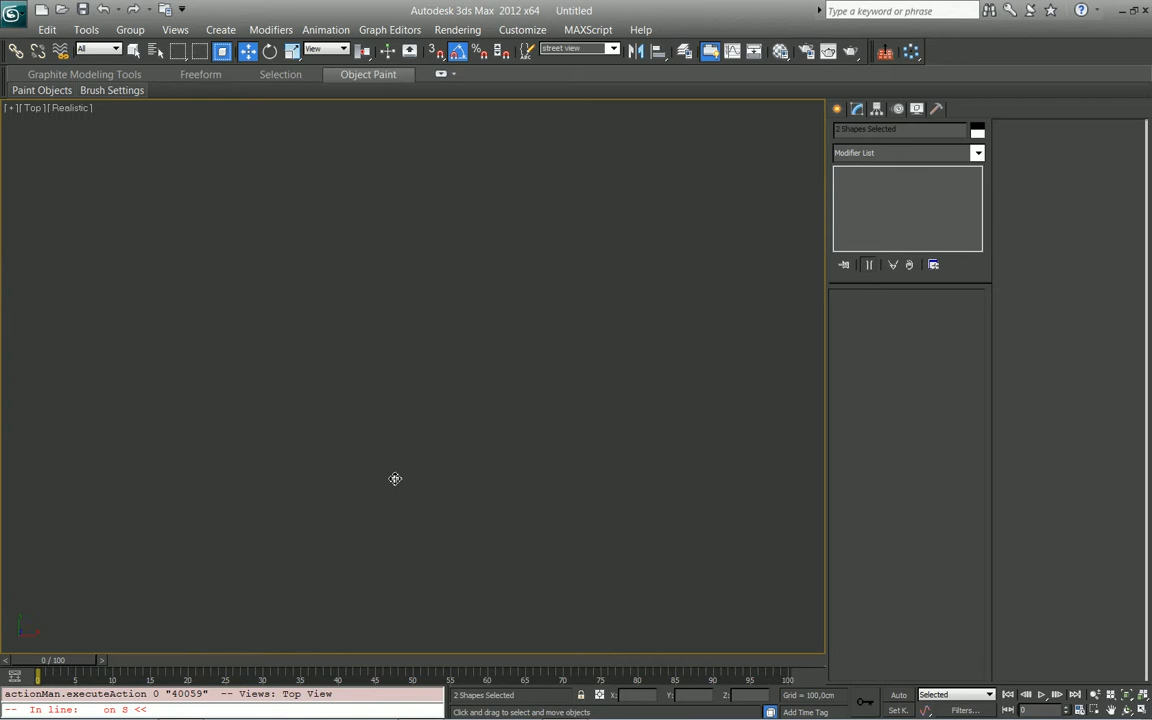 Autodesk 3ds Max 2012 x64 Untitled
Type a keyword or phrase
Edit Tools Group Views Create Modifiers Animation Graph Editors Rendering Customize MAXScript Help
All View street view
Graphite Modeling Tools Freeform Selection Object Paint
Paint Objects Brush Settings
[ + ][ Top ][ Realistic ]
2 Shapes Selected
Modifier List
0 / 100
0 5 10 15 20 25 30 35 40 45 50 55 60 65 70 75 80 85 90 95 100
actionMan.executeAction 0 "40059" -- Views: Top View
2 Shapes Selected X: Y: Z: Grid = 100,0cm Auto Selected
-- In line: on S <<
Click and drag to select and move objects Add Time Tag Set K. Filters... 0